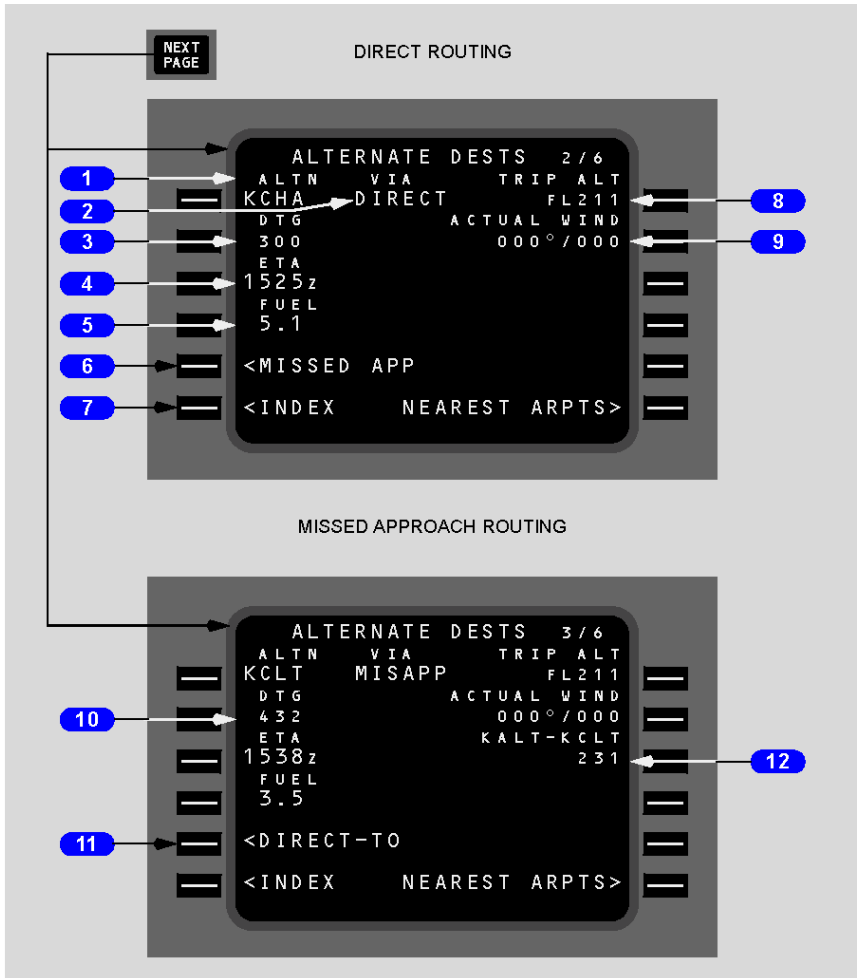 NEXT
PAGE
DIRECT ROUTING
ALTERNATE DESTS 2/6
1
ALTN VIA TRIP ALT
2
KCHA DIRECT FL211
8
DTG ACTUAL WIND
3
300 000°/000
9
ETA
4
1525z
FUEL
5
5.1
6
<MISSED APP
7
<INDEX NEAREST ARPTS>
MISSED APPROACH ROUTING
ALTERNATE DESTS 3/6
ALTN VIA TRIP ALT
KCLT MISAPP FL211
DTG ACTUAL WIND
10
432 000°/000
ETA KALT-KCLT
1538z 231
12
FUEL
3.5
11
<DIRECT-TO
<INDEX NEAREST ARPTS>